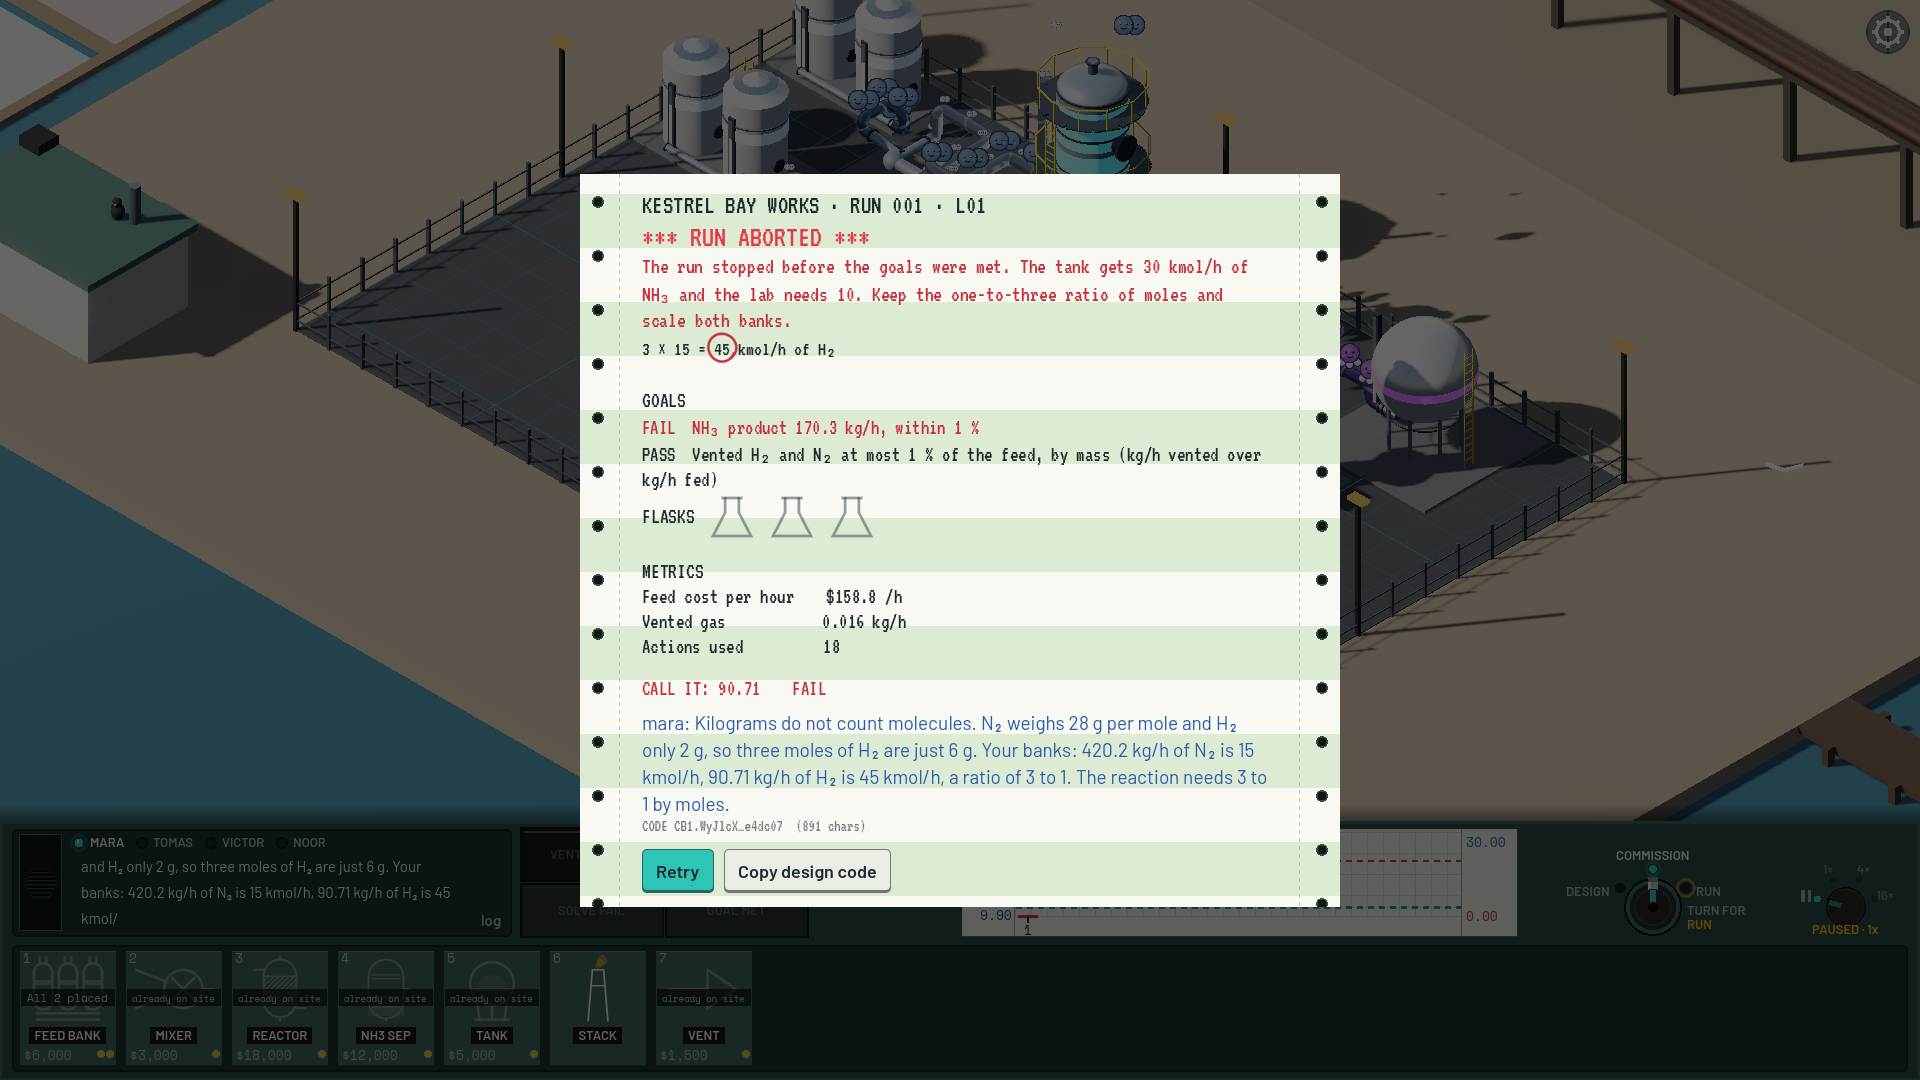 KESTREL BAY WORKS · RUN 001 · L01
*** RUN ABORTED ***
The run stopped before the goals were met. The tank gets 30 kmol/h of
NH₃ and the lab needs 10. Keep the one-to-three ratio of moles and
scale both banks.
3 X 15 = 45 kmol/h of H₂
GOALS
FAIL NH₃ product 170.3 kg/h, within 1 %
PASS Vented H₂ and N₂ at most 1 % of the feed, by mass (kg/h vented over
kg/h fed)
FLASKS
METRICS
Feed cost per hour $158.8 /h
Vented gas 0.016 kg/h
Actions used 18
CALL IT: 90.71 FAIL
mara: Kilograms do not count molecules. N₂ weighs 28 g per mole and H₂
only 2 g, so three moles of H₂ are just 6 g. Your banks: 420.2 kg/h of N₂ is 15
kmol/h, 90.71 kg/h of H₂ is 45 kmol/h, a ratio of 3 to 1. The reaction needs 3 to
1 by moles.
CODE CB1.WyJlcX…e4dc07 (891 chars)
Retry Copy design code
MARA TOMAS VICTOR NOOR
and H₂ only 2 g, so three moles of H₂ are just 6 g. Your
banks: 420.2 kg/h of N₂ is 15 kmol/h, 90.71 kg/h of H₂ is 45
kmol/
log
VENT
SOLVE FAIL GOAL MET
30.00
9.90
0.00
1
COMMISSION
DESIGN
RUN
TURN FOR
RUN
1×
4×
16×
PAUSED · 1x
1 2 3 4 5 6 7
All 2 placed already on site already on site already on site already on site already on site
FEED BANK MIXER REACTOR NH3 SEP TANK STACK VENT
$6,000 $3,000 $18,000 $12,000 $5,000 $1,500